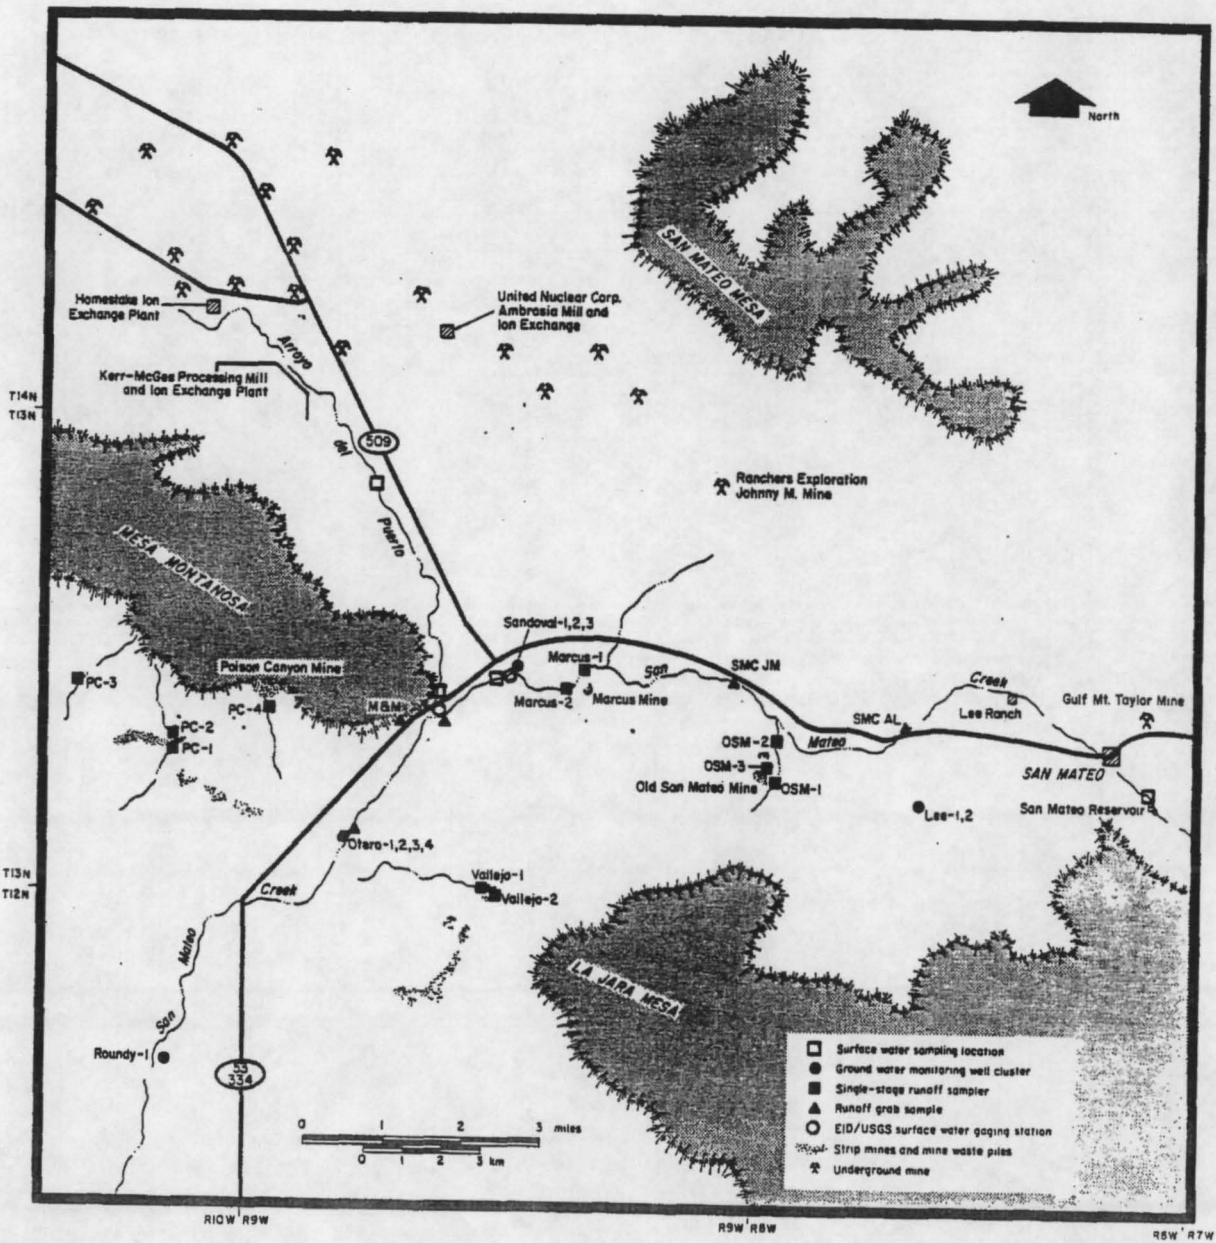 North
SAN MATEO MESA
Homestake Ion
Exchange Plant
United Nuclear Corp.
Ambrosia Mill and
Ion Exchange
Arroyo
del
Puerto
Kerr-McGee Processing Mill
and Ion Exchange Plant
T14N
T13N
509
Ranchers Exploration
Johnny M. Mine
MESA MONTANOSA
Poison Canyon Mine
Sandoval-1,2,3
Marcus-1
San
SMC JM
Marcus-2
Marcus Mine
PC-3
PC-4
M&M
PC-2
PC-1
Creek
Lee Ranch
Gulf Mt. Taylor Mine
SMC AL
Mateo
OSM-2
OSM-3
Old San Mateo Mine
OSM-1
SAN MATEO
San Mateo Reservoir
Lee-1,2
Otero-1,2,3,4
T13N
T12N
Valleja-1
Valleja-2
Creek
Mateo
San
LA JARA MESA
Roundy-1
53
334
0 1 2 3 miles
0 1 2 3 km
Surface water sampling location
Ground water monitoring well cluster
Single-stage runoff sampler
Runoff grab sample
EID/USGS surface water gaging station
Strip mines and mine waste piles
Underground mine
R10W R9W
R9W R8W
R8W R7W